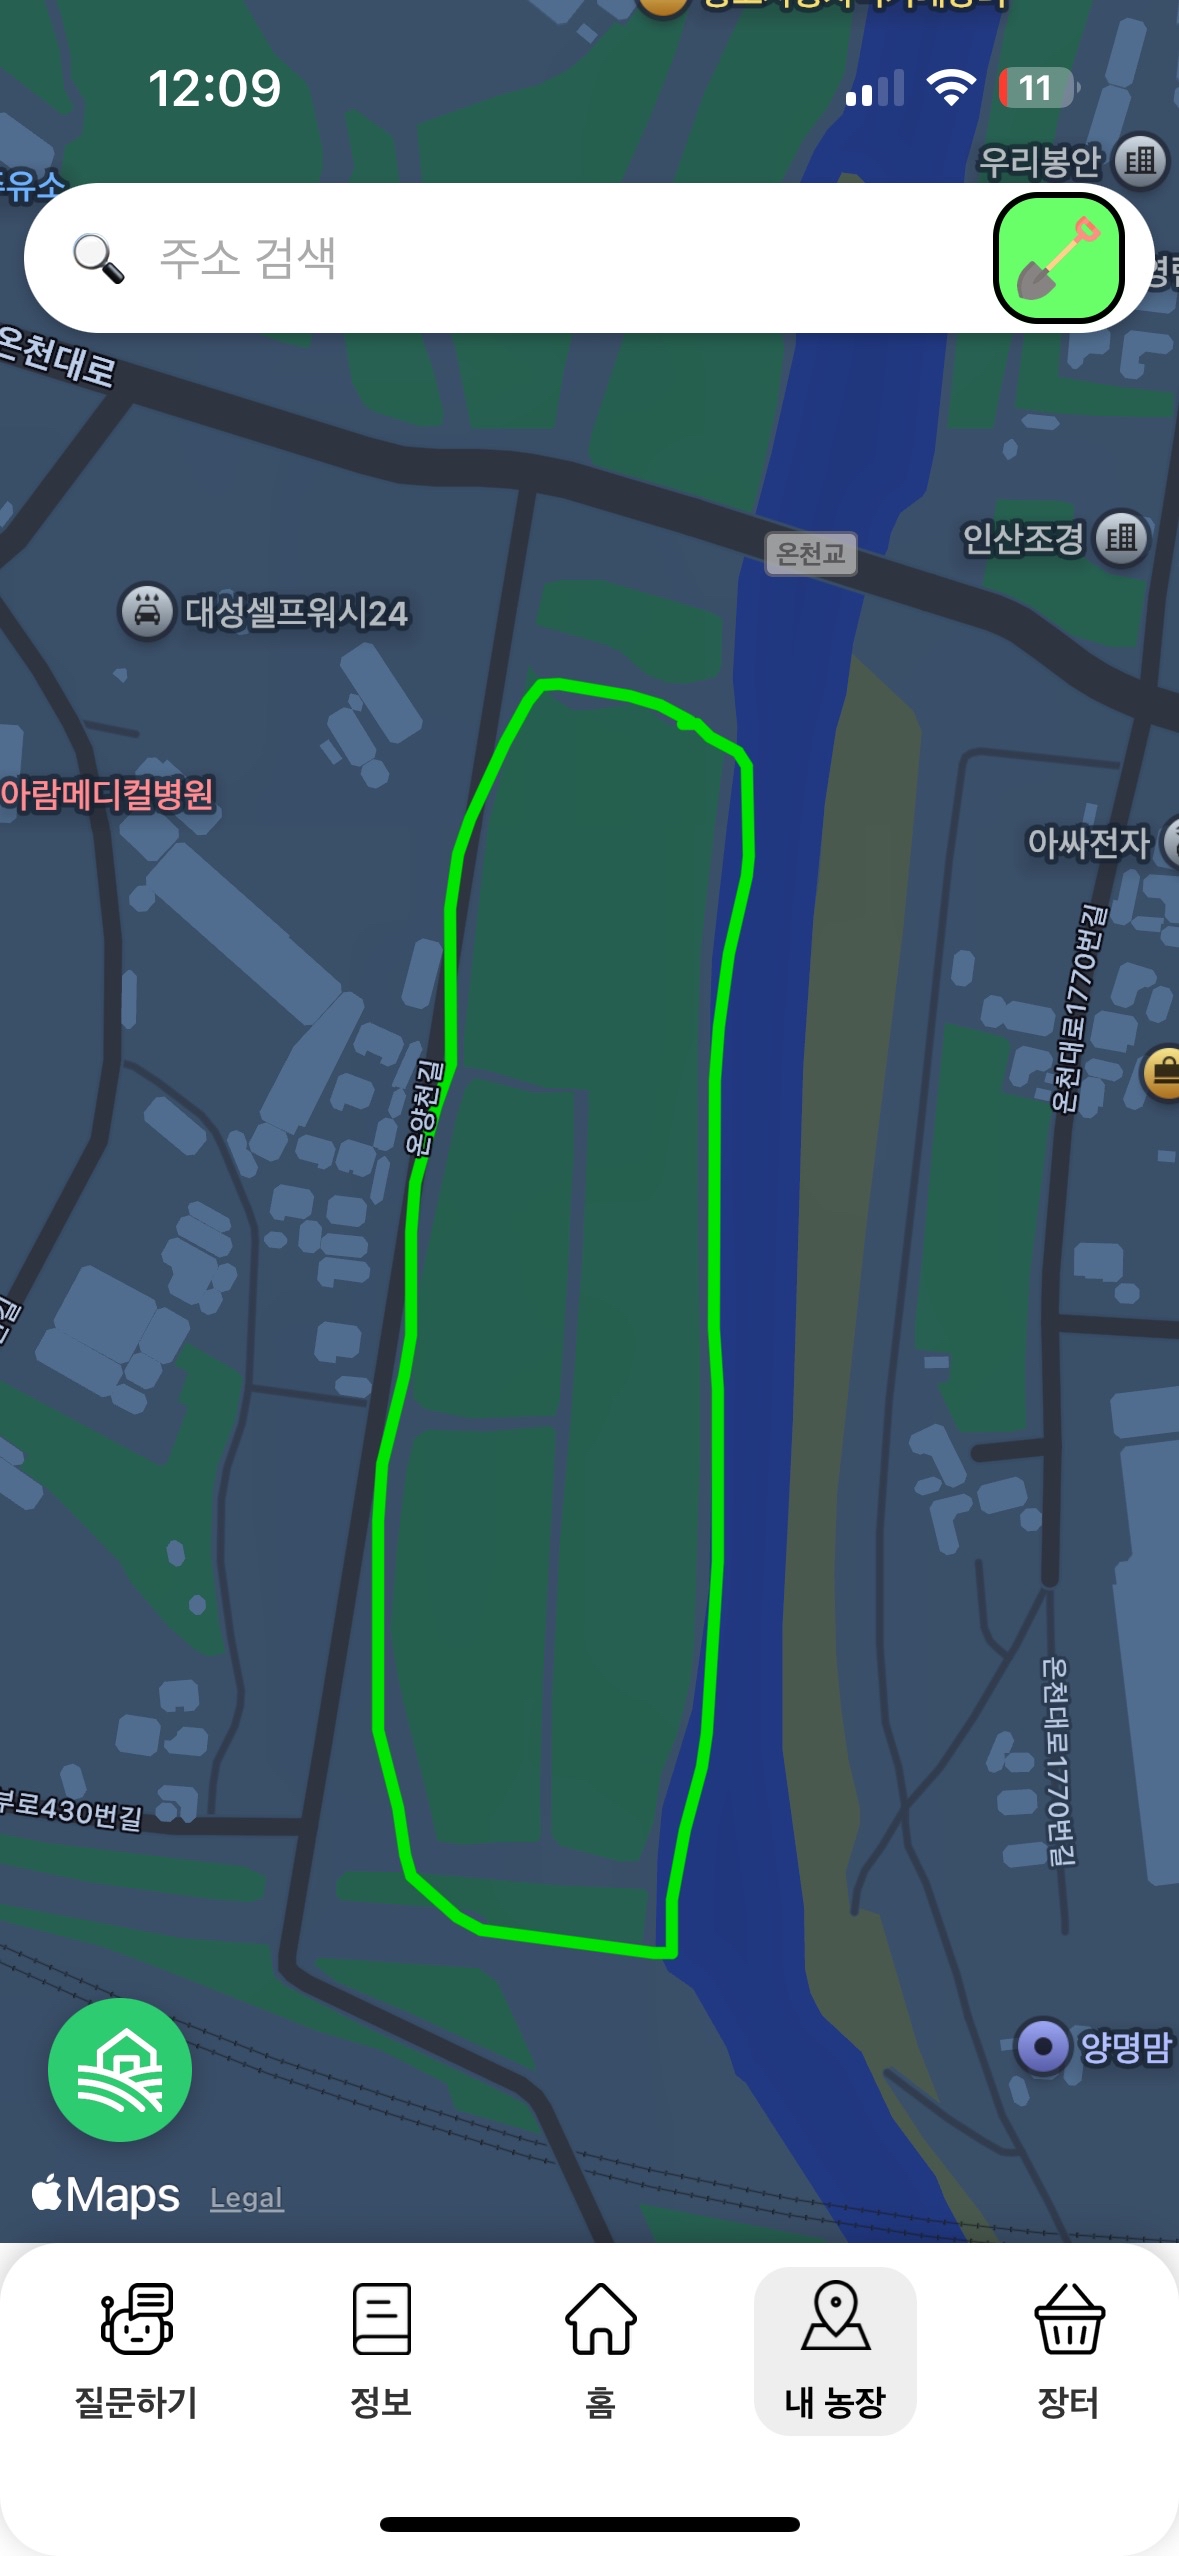 12:09
11
우리봉안
주유소
주소 검색
온천대로
온천교
인산조경
대성셀프워시24
아람메디컬병원
아싸전자
온천대로1770번길
온양천길
온천대로1770번길
부로430번길
양명맘
Maps
Legal
질문하기
정보
홈
내 농장
장터